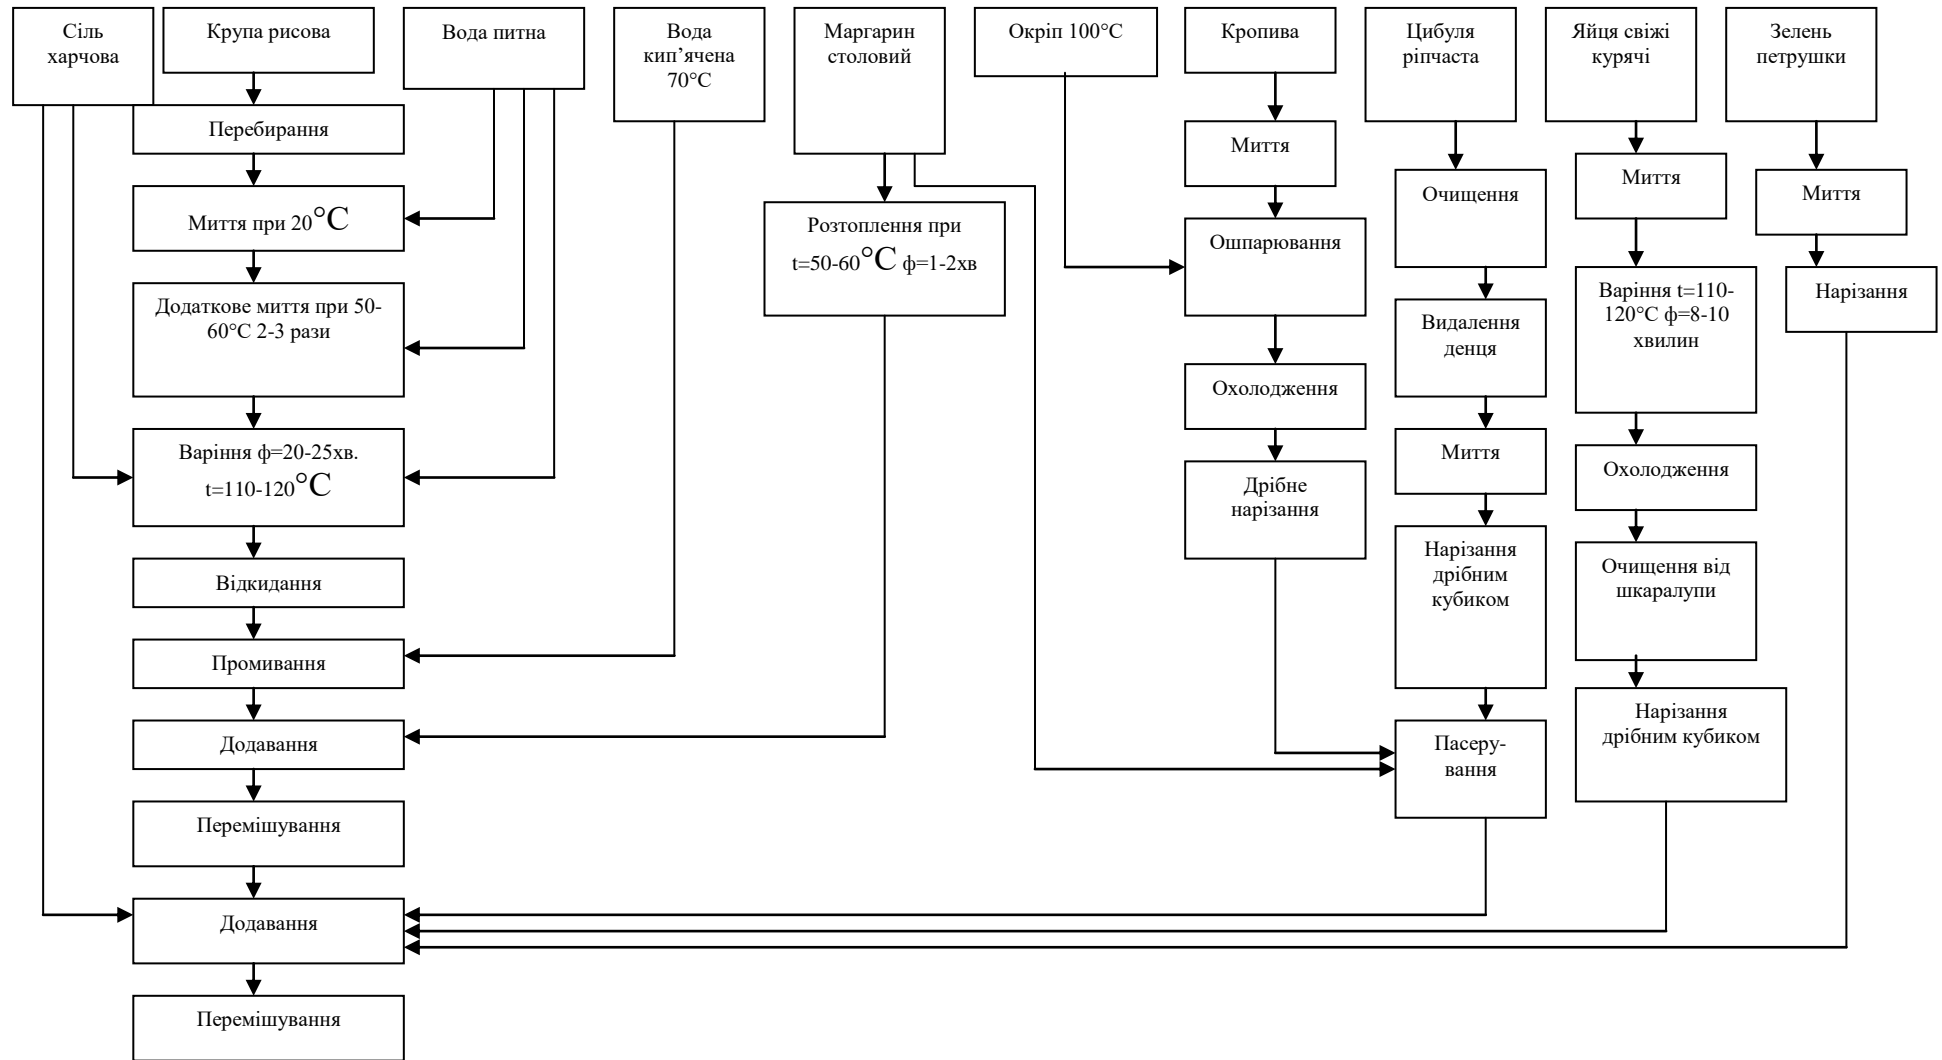 Сіль
харчова
Крупа рисова
Вода питна
Вода
кип’ячена
70°С
Маргарин
столовий
Окріп 100°С
Кропива
Цибуля
ріпчаста
Яйця свіжі
курячі
Зелень
петрушки
Перебирання
Миття при 20°С
Додаткове миття при 50-
60°С 2-3 рази
Варіння ф=20-25хв.
t=110-120°С
Відкидання
Промивання
Додавання
Перемішування
Додавання
Перемішування
Розтоплення при
t=50-60°С ф=1-2хв
Миття
Ошпарювання
Охолодження
Дрібне
нарізання
Очищення
Видалення
денця
Миття
Нарізання
дрібним
кубиком
Пасеру-
вання
Миття
Варіння t=110-
120°С ф=8-10
хвилин
Охолодження
Очищення від
шкаралупи
Нарізання
дрібним кубиком
Миття
Нарізання